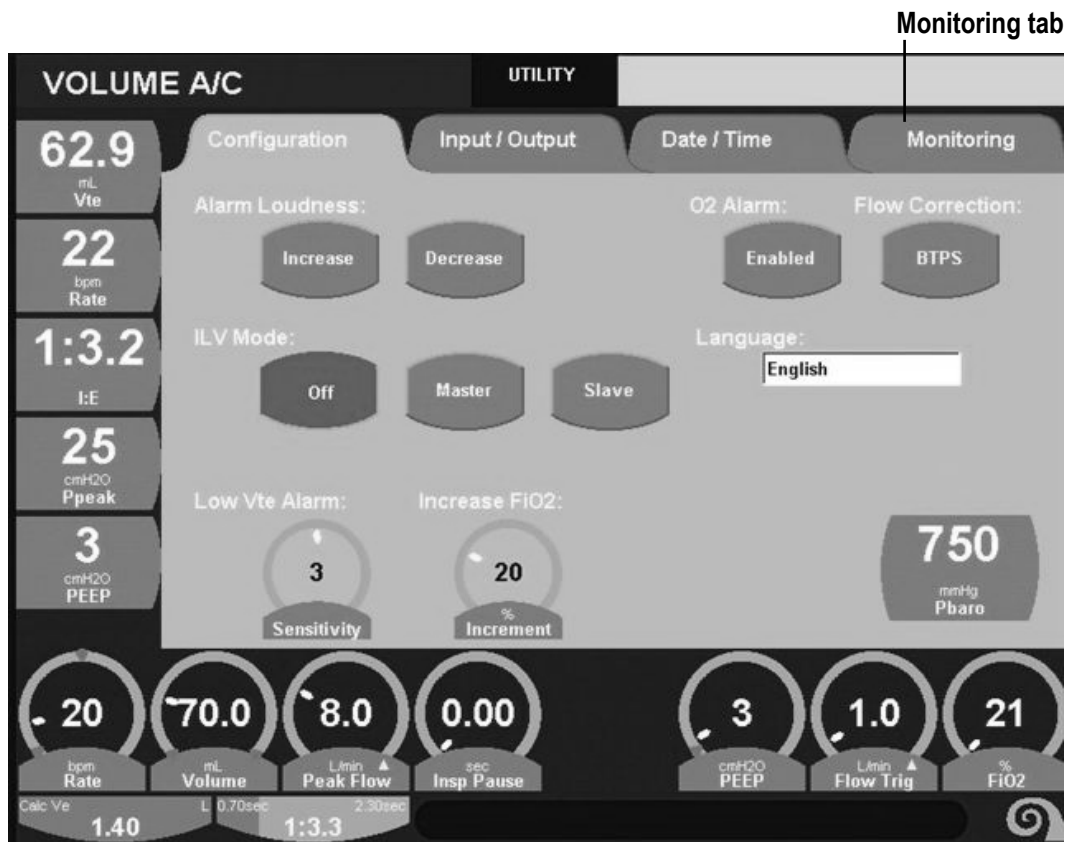 Monitoring tab
VOLUME A/C
UTILITY
Configuration
Input / Output
Date / Time
Monitoring
62.9
mL
Vte
22
bpm
Rate
1:3.2
I:E
25
cmH2O
Ppeak
3
cmH2O
PEEP
Alarm Loudness:
Increase
Decrease
O2 Alarm:
Enabled
Flow Correction:
BTPS
ILV Mode:
Off
Master
Slave
Language:
English
Low Vte Alarm:
3
Sensitivity
Increase FiO2:
20
%
Increment
750
mmHg
Pbaro
20
bpm
Rate
70.0
mL
Volume
8.0
L/min
Peak Flow
0.00
sec
Insp Pause
3
cmH2O
PEEP
1.0
L/min
Flow Trig
21
%
FiO2
Calc Ve L
1.40
0.70sec 2.30sec
1:3.3